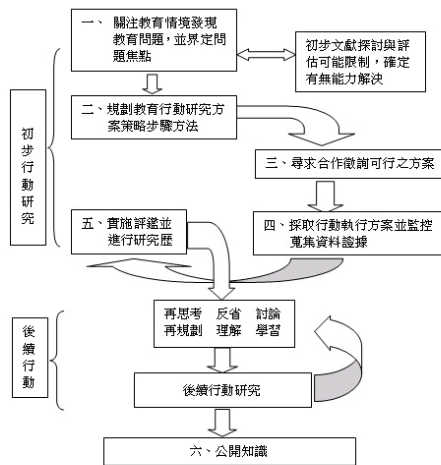 一、 關注教育情境發現
教育問題，並界定問
題焦點
初步文獻探討與評
估可能限制，確定
有無能力解決
二、規劃教育行動研究方
案策略步驟方法
初步行動研究
三、尋求合作徵詢可行之方案
五、實施評鑑並
進行研究歷
四、採取行動執行方案並監控
蒐集資料證據
再思考 反省 討論
再規劃 理解 學習
後續行動
後續行動研究
六、公開知識